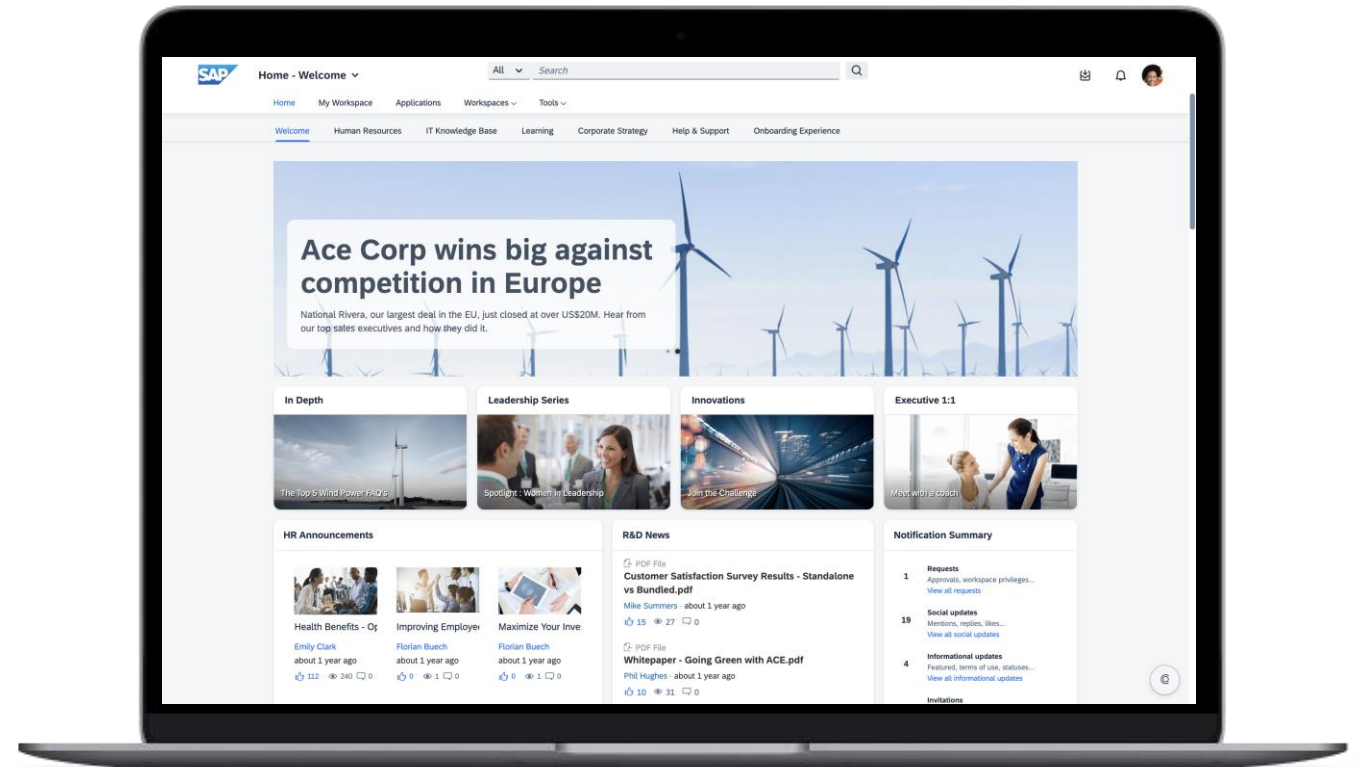 SAP
Home - Welcome
All
Search
Home
My Workspace
Applications
Workspaces
Tools
Welcome
Human Resources
IT Knowledge Base
Learning
Corporate Strategy
Help & Support
Onboarding Experience
Ace Corp wins big against
competition in Europe
National Rivera, our largest deal in the EU, just closed at over US$20M. Hear from
our top sales executives and how they did it.
In Depth
The Top 5 Wind Power FAQ's
Leadership Series
Spotlight : Women in Leadership
Innovations
Join the Challenge
Executive 1:1
Meet with a coach
HR Announcements
Health Benefits - Op
Emily Clark
about 1 year ago
112 240 0
Improving Employe
Florian Buech
about 1 year ago
0 1 0
Maximize Your Inve
Florian Buech
about 1 year ago
0 1 0
R&D News
PDF File
Customer Satisfaction Survey Results - Standalone
vs Bundled.pdf
Mike Summers · about 1 year ago
15 27 0
PDF File
Whitepaper - Going Green with ACE.pdf
Phil Hughes · about 1 year ago
10 31 0
Notification Summary
1
Requests
Approvals, workspace privileges...
View all requests
19
Social updates
Mentions, replies, likes...
View all social updates
4
Informational updates
Featured, terms of use, statuses...
View all informational updates
Invitations